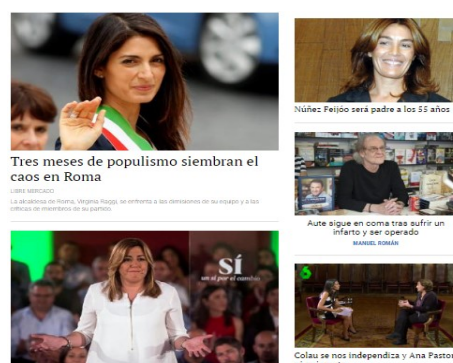 Tres meses de populismo siembran el
caos en Roma
LIBRE MERCADO
La alcaldesa de Roma, Virginia Raggi, se enfrenta a las dimisiones de su equipo y a las
críticas de miembros de su partido.
SÍ
un sí por el cambio
Núñez Feijóo será padre a los 55 años
Aute sigue en coma tras sufrir un
infarto y ser operado
MANUEL ROMÁN
6
Colau se nos independiza y Ana Pastor